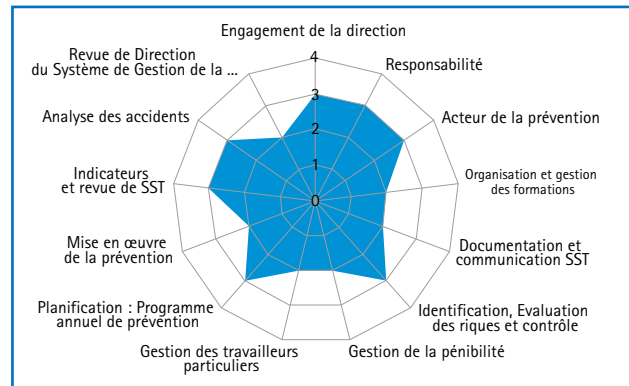 Engagement de la direction
Responsabilité
Acteur de la prévention
Organisation et gestion
des formations
Documentation et
communication SST
Identification, Evaluation
des riques et contrôle
Gestion de la pénibilité
Gestion des travailleurs
particuliers
Planification : Programme
annuel de prévention
Mise en œuvre
de la prévention
Indicateurs
et revue de SST
Analyse des accidents
Revue de Direction
du Système de Gestion de la ...
4
3
2
1
0